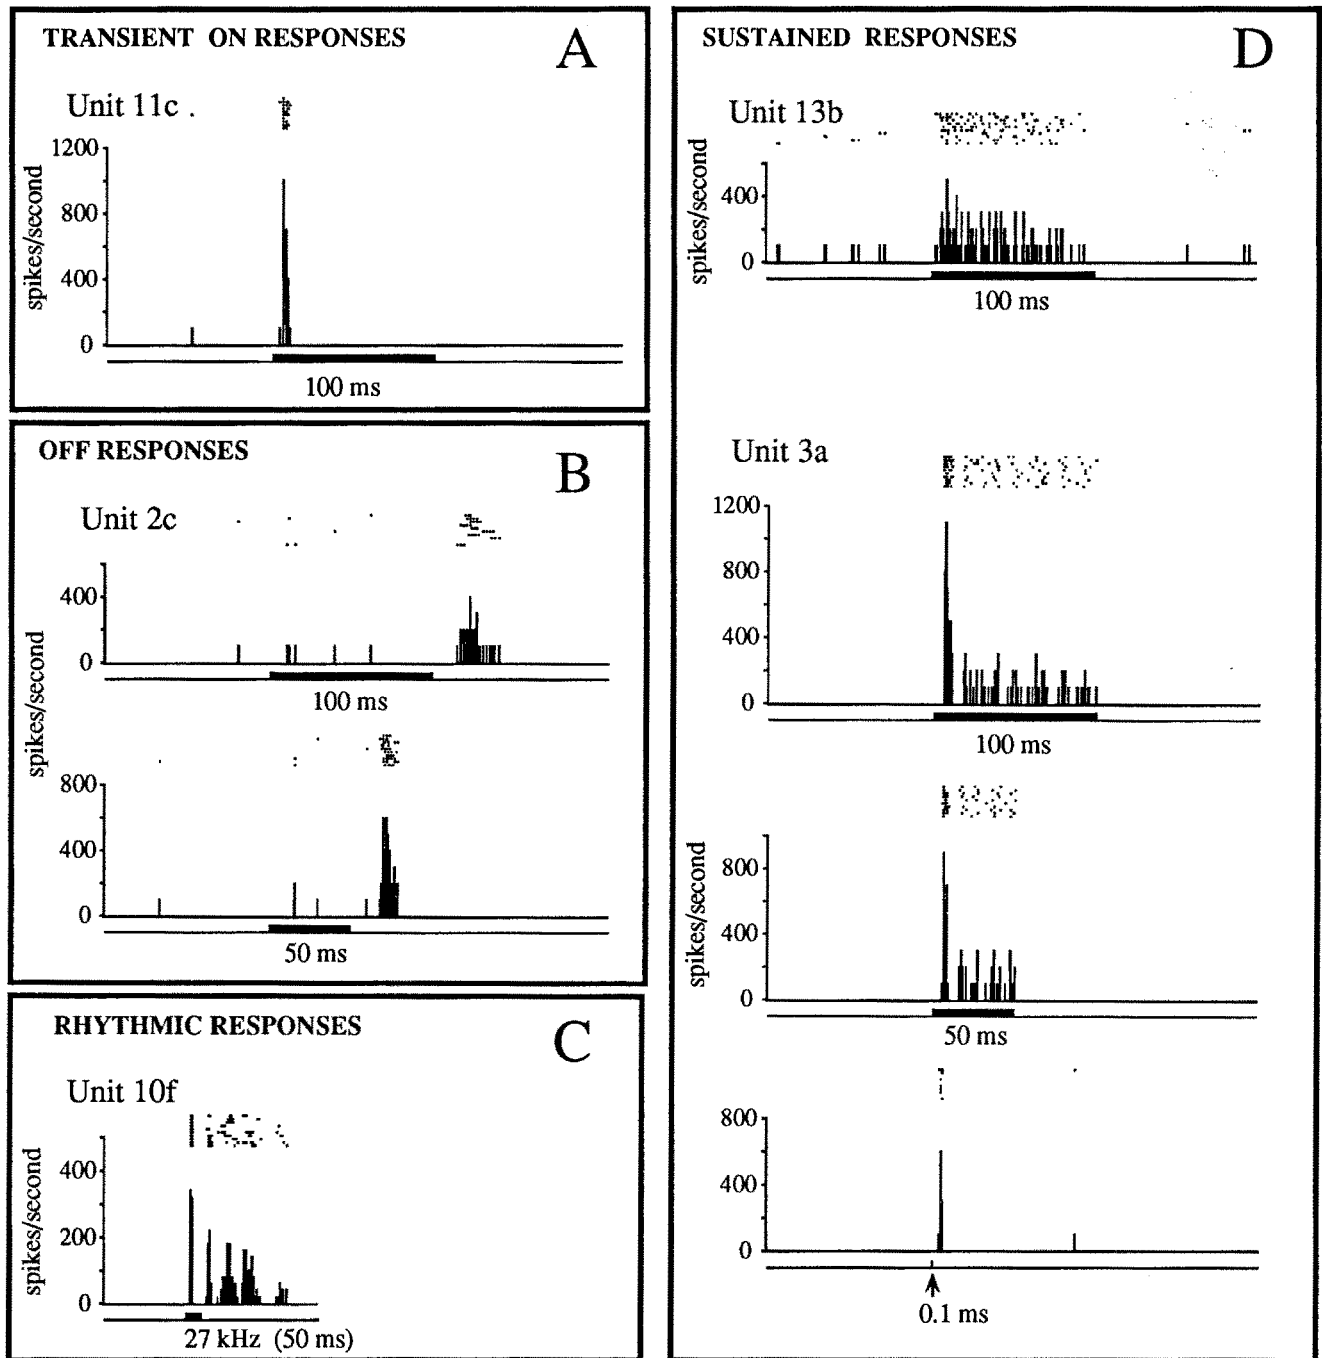 TRANSIENT ON RESPONSES
A
Unit 11c
1200
800
400
0
spikes/second
100 ms
OFF RESPONSES
B
Unit 2c
400
0
100 ms
spikes/second
800
400
0
50 ms
RHYTHMIC RESPONSES
C
Unit 10f
400
200
0
spikes/second
27 kHz (50 ms)
SUSTAINED RESPONSES
D
Unit 13b
400
0
spikes/second
100 ms
Unit 3a
1200
800
400
0
100 ms
800
400
0
spikes/second
50 ms
800
400
0
0.1 ms